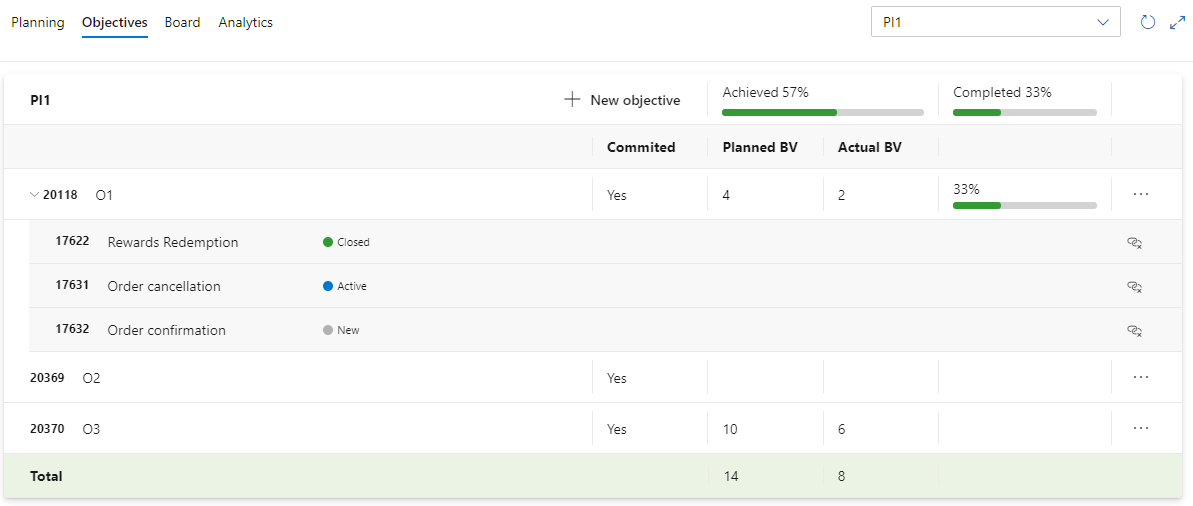 Planning Objectives Board Analytics PI1
PI1 New objective Achieved 57% Completed 33%
Commited Planned BV Actual BV
20118 O1 Yes 4 2 33%
17622 Rewards Redemption Closed
17631 Order cancellation Active
17632 Order confirmation New
20369 O2 Yes
20370 O3 Yes 10 6
Total 14 8